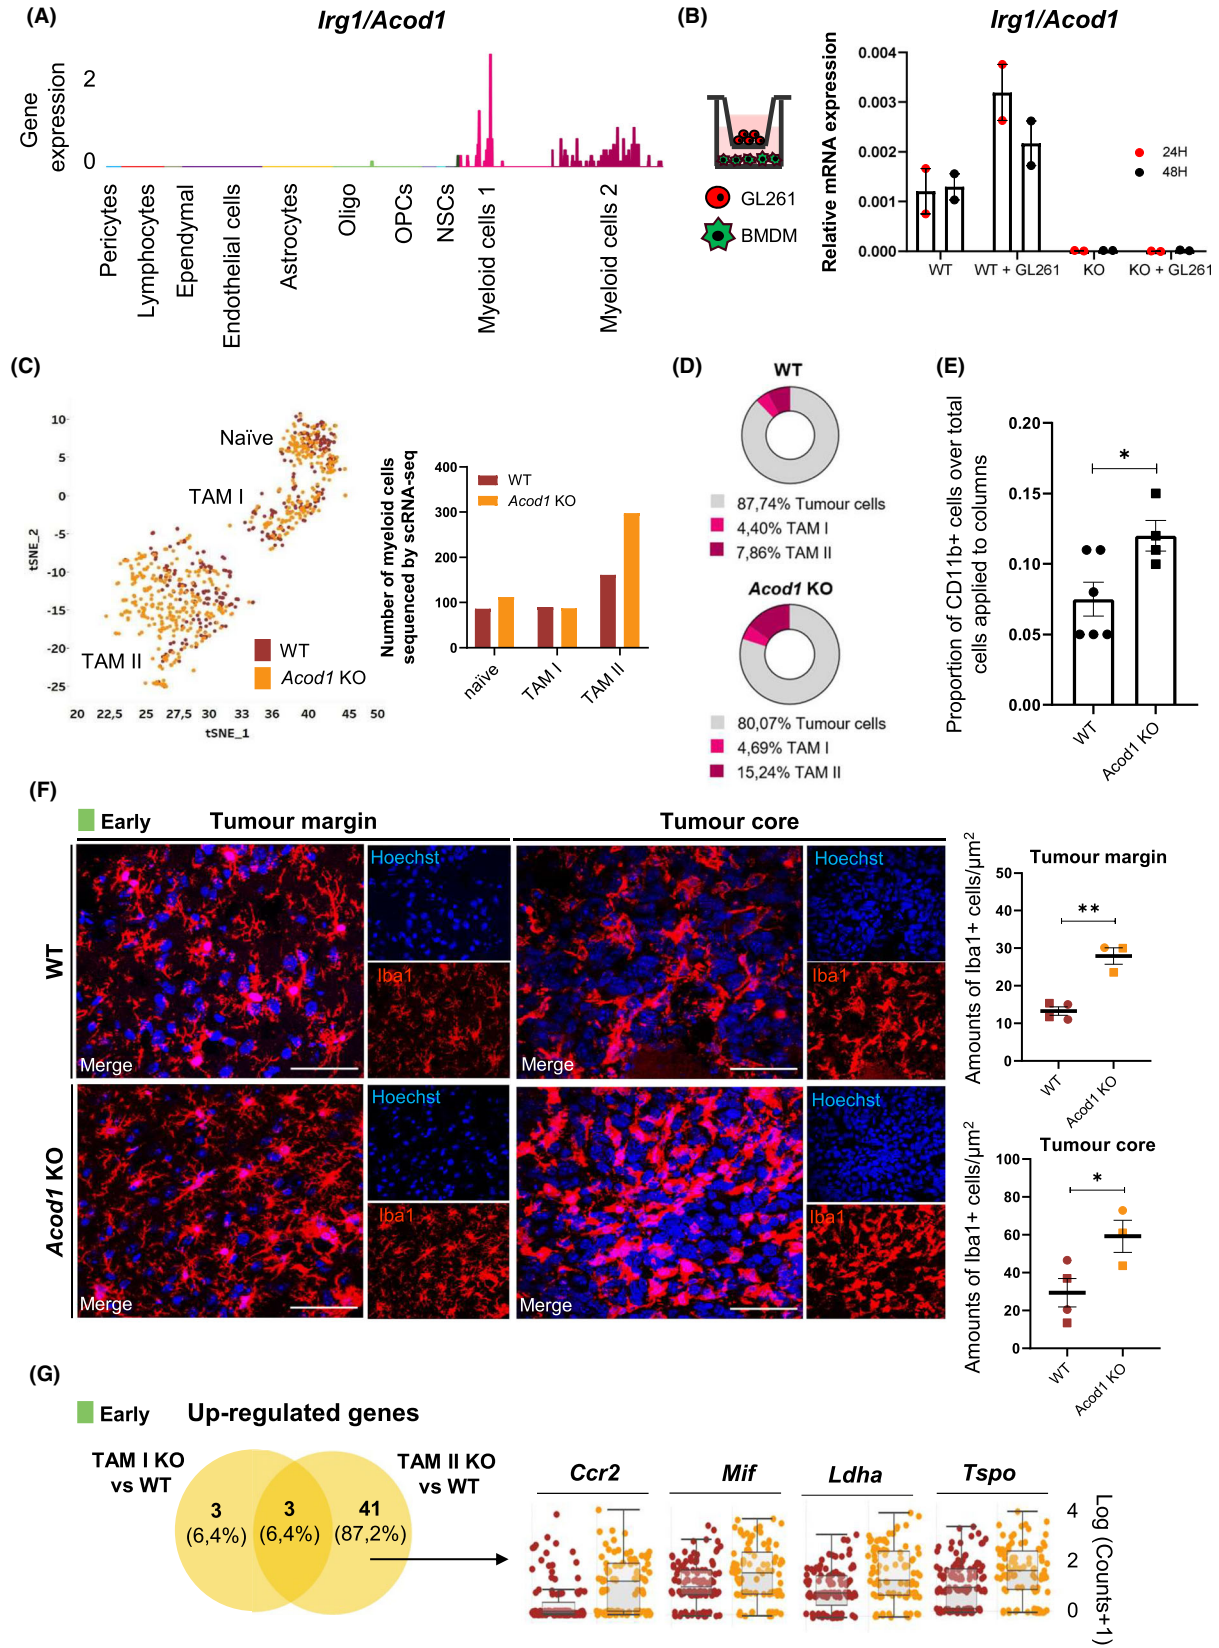 (A)
Irg1/Acod1
Gene
expression
2
0
Pericytes
Lymphocytes
Ependymal
Endothelial cells
Astrocytes
Oligo
OPCs
NSCs
Myeloid cells 1
Myeloid cells 2
(B)
Irg1/Acod1
GL261
BMDM
Relative mRNA expression
0.004
0.003
0.002
0.001
0.000
WT
WT + GL261
KO
KO + GL261
24H
48H
(C)
tSNE_2
10
5
0
-5
-10
-15
-20
-25
Naïve
TAM I
TAM II
WT
Acod1 KO
20 22,5 25 27,5 30 33 36 40 45 50
tSNE_1
Number of myeloid cells
sequenced by scRNA-seq
400
300
200
100
0
WT
Acod1 KO
naïve
TAM I
TAM II
(D)
WT
87,74% Tumour cells
4,40% TAM I
7,86% TAM II
Acod1 KO
80,07% Tumour cells
4,69% TAM I
15,24% TAM II
(E)
Proportion of CD11b+ cells over total
cells applied to columns
0.20
0.15
0.10
0.05
0.00
*
WT
Acod1 KO
(F)
Early
Tumour margin
Tumour core
WT
Hoechst
Iba1
Merge
Hoechst
Iba1
Merge
Acod1 KO
Hoechst
Iba1
Merge
Hoechst
Iba1
Merge
Tumour margin
Amounts of Iba1+ cells/µm2
50
40
30
20
10
0
**
WT
Acod1 KO
Tumour core
Amounts of Iba1+ cells/µm2
100
80
60
40
20
0
*
WT
Acod1 KO
(G)
Early
Up-regulated genes
TAM I KO
vs WT
TAM II KO
vs WT
3
(6,4%)
3
(6,4%)
41
(87,2%)
Ccr2
Mif
Ldha
Tspo
4
2
0
Log (Counts+1)